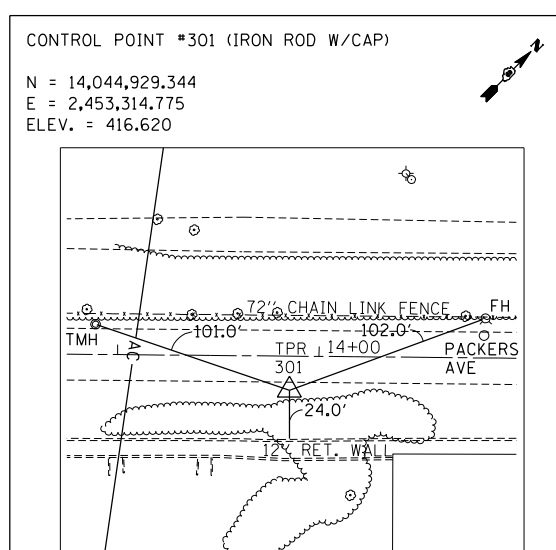 CONTROL POINT #301 (IRON ROD W/CAP)
N
N = 14,044,929.344
E = 2,453,314.775
ELEV. = 416.620
72" CHAIN LINK FENCE
FH
TMH
101.0'
102.0'
AC
TPR
14+00
PACKERS
AVE
301
24.0'
12" RET. WALL